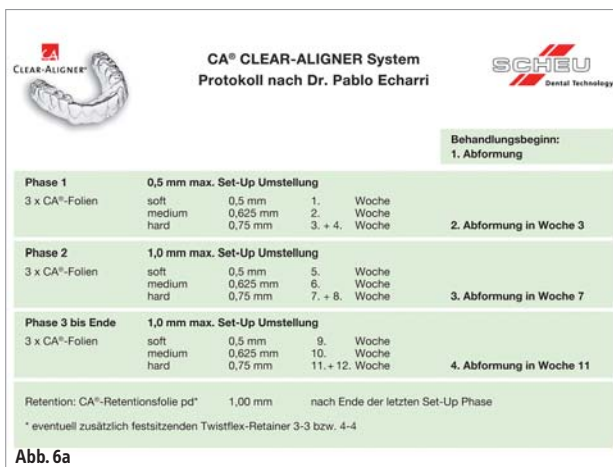 CA
CLEAR-ALIGNER®
CA® CLEAR-ALIGNER System
Protokoll nach Dr. Pablo Echarri
SCHEU
Dental Technology
Behandlungsbeginn:
1. Abformung
Phase 1 0,5 mm max. Set-Up Umstellung
3 x CA®-Folien soft 0,5 mm 1. Woche
medium 0,625 mm 2. Woche
hard 0,75 mm 3. + 4. Woche 2. Abformung in Woche 3
Phase 2 1,0 mm max. Set-Up Umstellung
3 x CA®-Folien soft 0,5 mm 5. Woche
medium 0,625 mm 6. Woche
hard 0,75 mm 7. + 8. Woche 3. Abformung in Woche 7
Phase 3 bis Ende 1,0 mm max. Set-Up Umstellung
3 x CA®-Folien soft 0,5 mm 9. Woche
medium 0,625 mm 10. Woche
hard 0,75 mm 11.+ 12. Woche 4. Abformung in Woche 11
Retention: CA®-Retentionsfolie pd* 1,00 mm nach Ende der letzten Set-Up Phase
* eventuell zusätzlich festsitzenden Twistflex-Retainer 3-3 bzw. 4-4
Abb. 6a